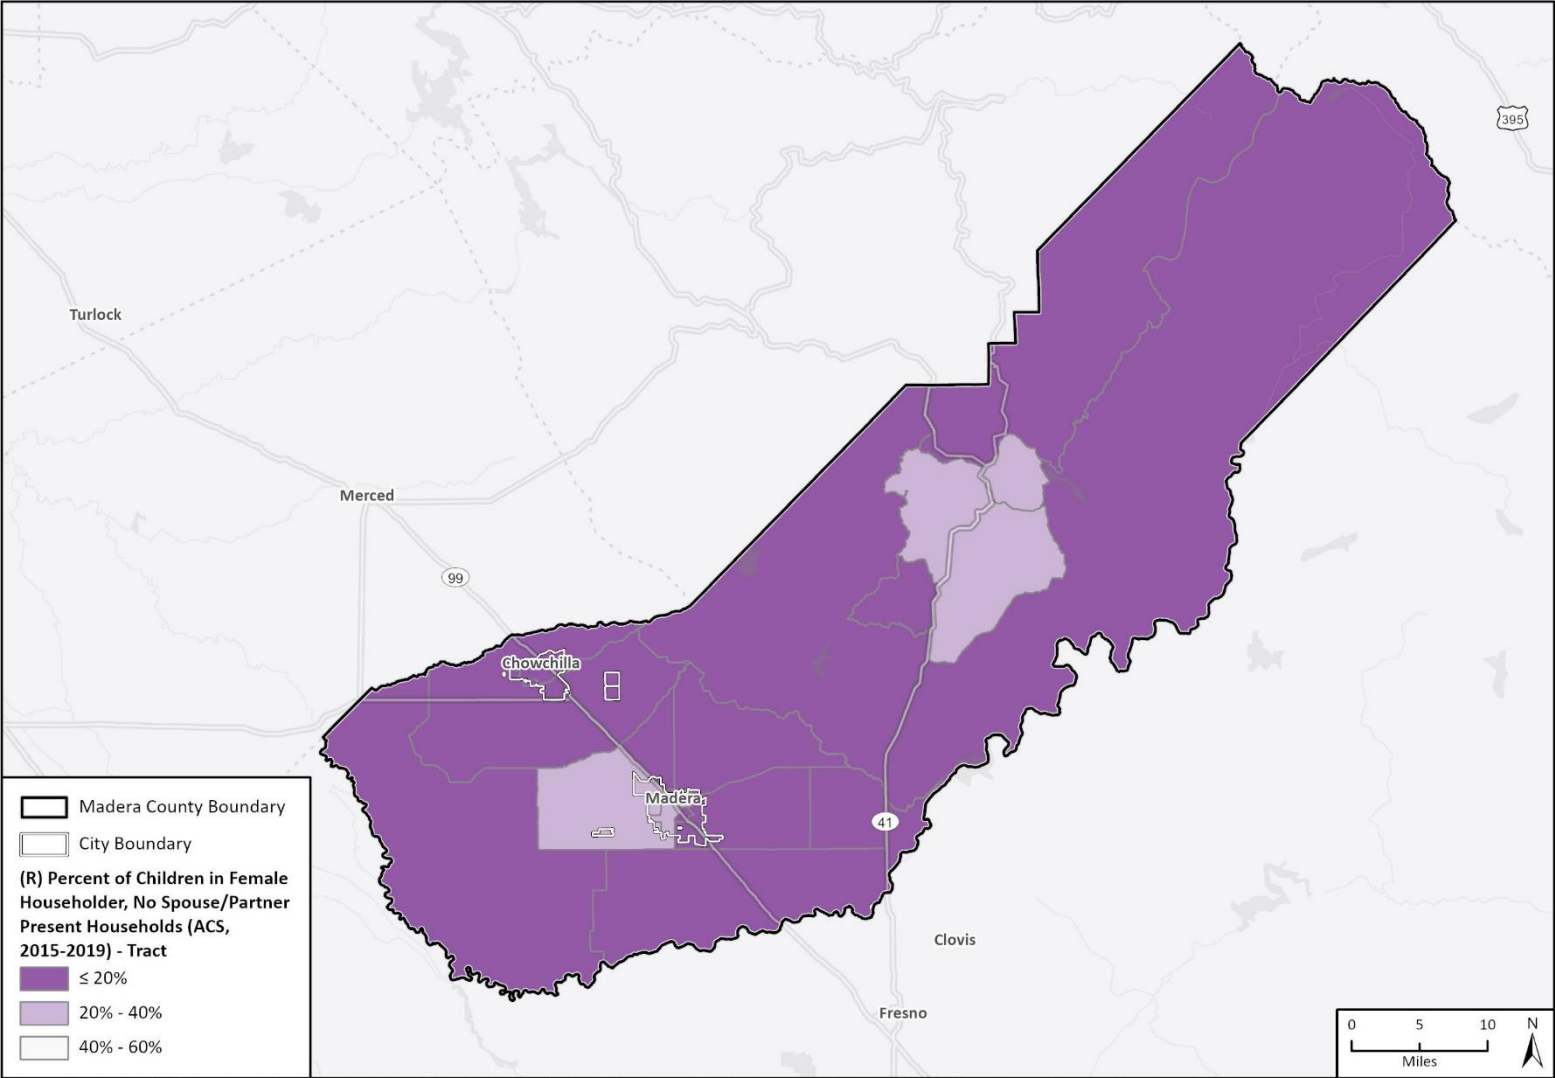 395
Turlock
Merced
99
Chowchilla
Madera
41
Clovis
Fresno
Madera County Boundary
City Boundary
(R) Percent of Children in Female
Householder, No Spouse/Partner
Present Households (ACS,
2015-2019) - Tract
≤ 20%
20% - 40%
40% - 60%
0 5 10
Miles
N